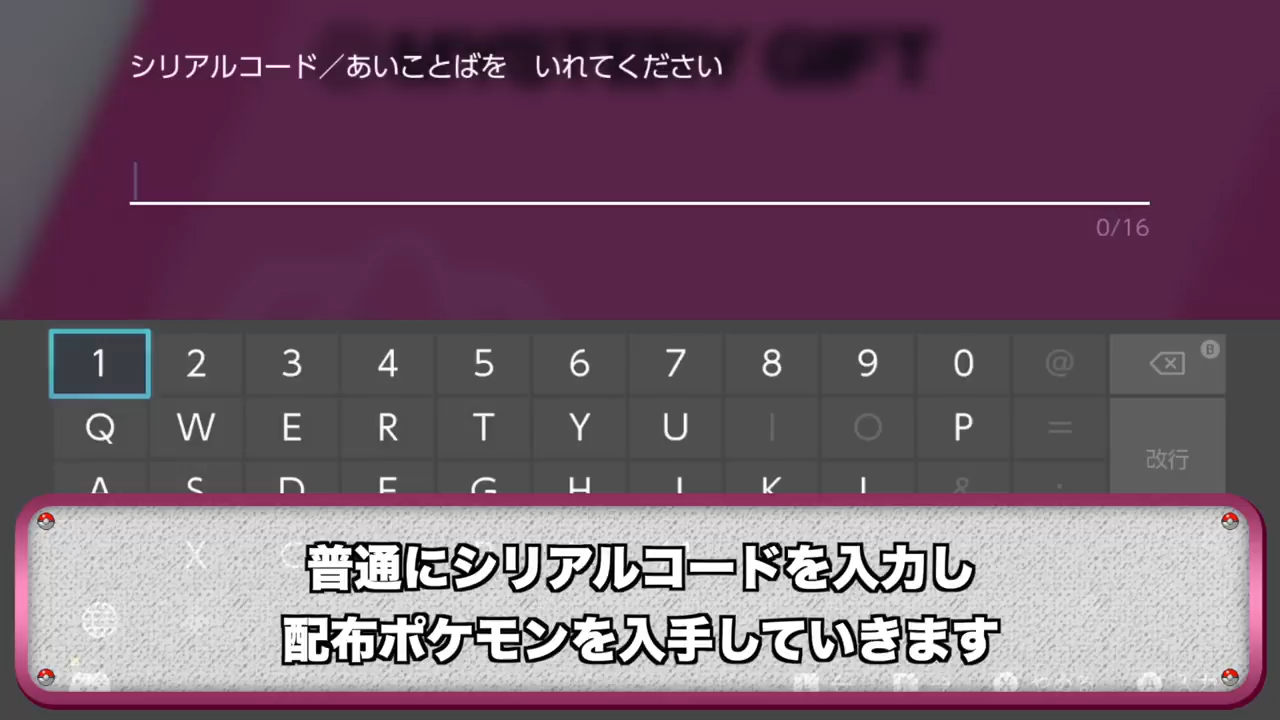 MYSTERY GIFT
シリアルコード／あいことばを　いれてください
0/16
1 2 3 4 5 6 7 8 9 0 @
B
Q W E R T Y U I O P =
改行
A S D F G H J K L & ;
普通にシリアルコードを入力し
配布ポケモンを入手していきます